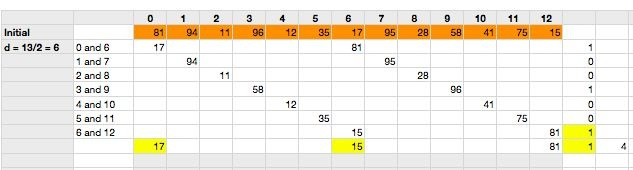 0 1 2 3 4 5 6 7 8 9 10 11 12
Initial 81 94 11 96 12 35 17 95 28 58 41 75 15
d = 13/2 = 6 0 and 6 17 81 1
1 and 7 94 95 0
2 and 8 11 28 0
3 and 9 58 96 1
4 and 10 12 41 0
5 and 11 35 75 0
6 and 12 15 81 1
17 15 81 1 4